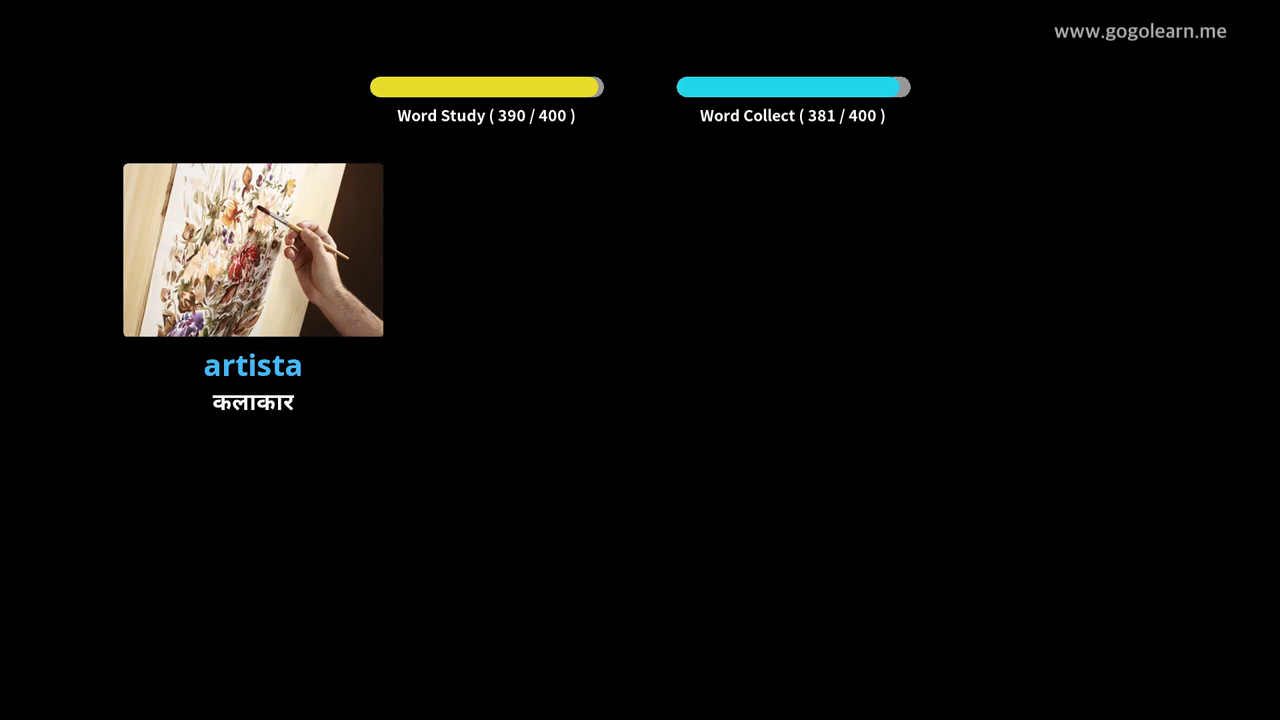 www.gogolearn.me
Word Study ( 390 / 400 )
Word Collect ( 381 / 400 )
artista
कलाकार